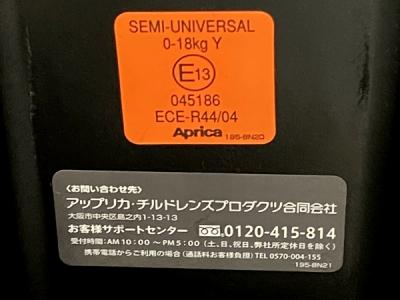 SEMI-UNIVERSAL
0-18kg Y
E13
045186
ECE-R44/04
Aprica 195-8N20
〈お問い合わせ先〉
アップリカ・チルドレンズプロダクツ合同会社
大阪市中央区島之内1-13-13
お客様サポートセンター 0120-415-814
受付時間:AM10:00~PM5:00(土、日、祝日、弊社所定休日を除く)
携帯電話からご利用の場合(通話料お客様負担)TEL 0570-004-155
195-8N21